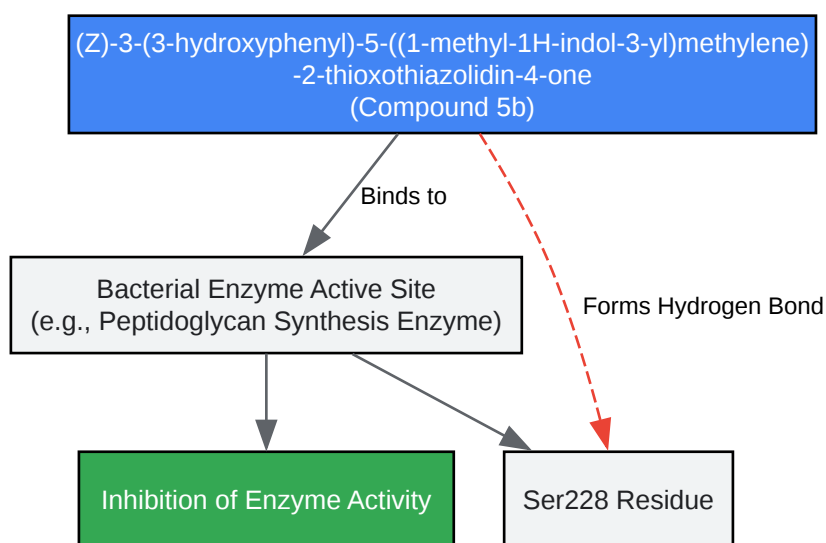 (Z)-3-(3-hydroxyphenyl)-5-((1-methyl-1H-indol-3-yl)methylene)
-2-thioxothiazolidin-4-one
(Compound 5b)
Binds to
Bacterial Enzyme Active Site
(e.g., Peptidoglycan Synthesis Enzyme)
Forms Hydrogen Bond
Inhibition of Enzyme Activity
Ser228 Residue